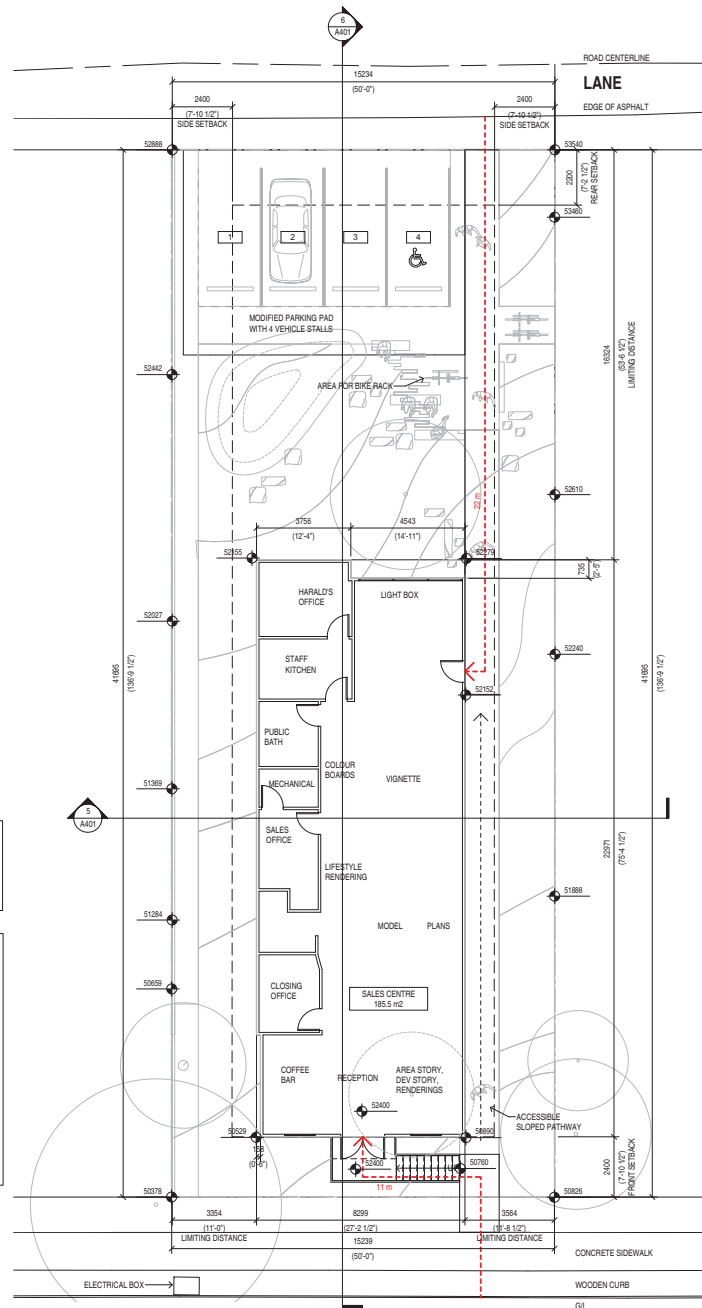 6
A401
ROAD CENTERLINE
15234
(50'-0")
LANE
2400
(7'-10 1/2")
SIDE SETBACK
2400
(7'-10 1/2")
SIDE SETBACK
EDGE OF ASPHALT
52888
53540
2200
(7'-2 1/2")
REAR SETBACK
53460
1
2
3
4
MODIFIED PARKING PAD
WITH 4 VEHICLE STALLS
16324
(53'-6 1/2")
LIMITING DISTANCE
52442
AREA FOR BIKE RACK
52610
22 m
3756
(12'-4")
4543
(14'-11")
52155
52279
735
(2'-5")
HARALD'S
OFFICE
LIGHT BOX
52027
STAFF
KITCHEN
52240
41695
(136'-9 1/2")
41695
(136'-9 1/2")
52152
PUBLIC
BATH
COLOUR
BOARDS
VIGNETTE
MECHANICAL
51369
5
A401
SALES
OFFICE
22971
(75'-4 1/2")
LIFESTYLE
RENDERING
51888
51284
MODEL
PLANS
50659
CLOSING
OFFICE
SALES CENTRE
185.5 m2
COFFEE
BAR
RECEPTION
AREA STORY,
DEV STORY,
RENDERINGS
52400
ACCESSIBLE
SLOPED PATHWAY
50529
50890
156
(0'-6")
52400
50760
2400
(7'-10 1/2")
FRONT SETBACK
11 m
50378
50826
3354
(11'-0")
LIMITING DISTANCE
8299
(27'-2 1/2")
3564
(11'-8 1/2")
LIMITING DISTANCE
15239
(50'-0")
CONCRETE SIDEWALK
ELECTRICAL BOX
WOODEN CURB